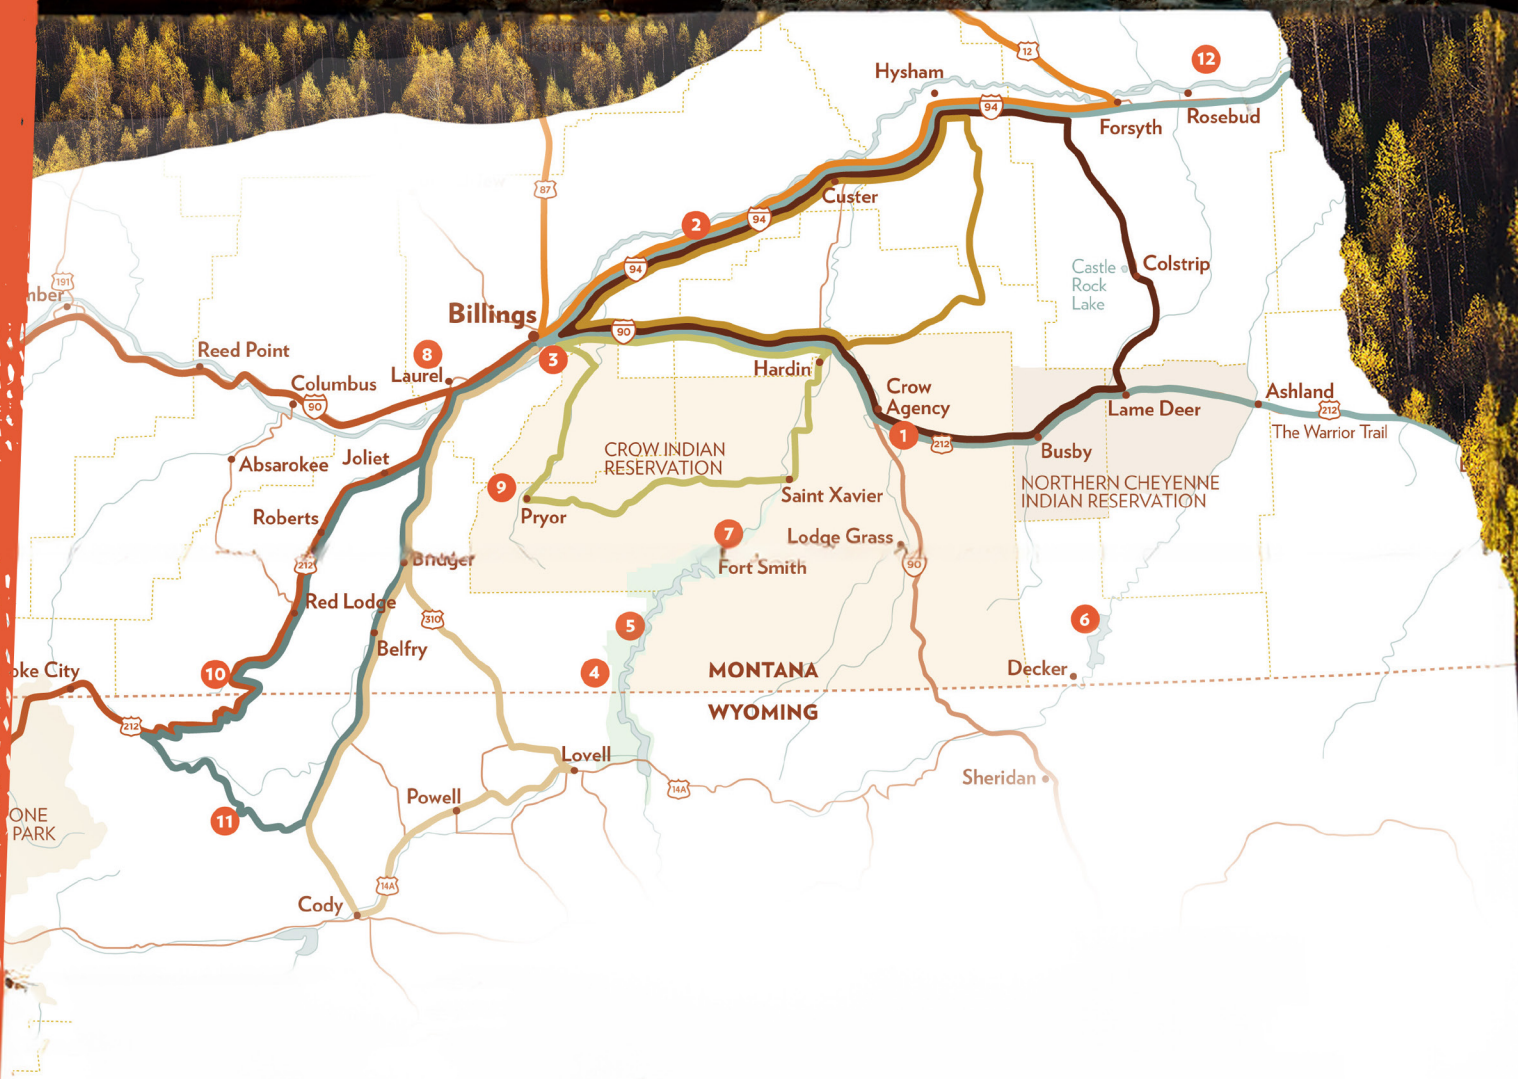 12
12
Hysham
94
Rosebud
Forsyth
87
Custer
94
2
94
Castle
Rock
Lake
Colstrip
191
Billings
90
3
8
Laurel
Reed Point
Columbus
90
Hardin
Crow
Agency
1
212
Lame Deer
Ashland
212
The Warrior Trail
Busby
CROW INDIAN
RESERVATION
NORTHERN CHEYENNE
INDIAN RESERVATION
Absarokee
Joliet
9
Pryor
Saint Xavier
Roberts
7
Lodge Grass
Fort Smith
90
212
Bridger
Red Lodge
310
5
6
Belfry
10
4
MONTANA
WYOMING
Decker
City
212
Lovell
14A
Sheridan
Powell
11
PARK
14A
Cody